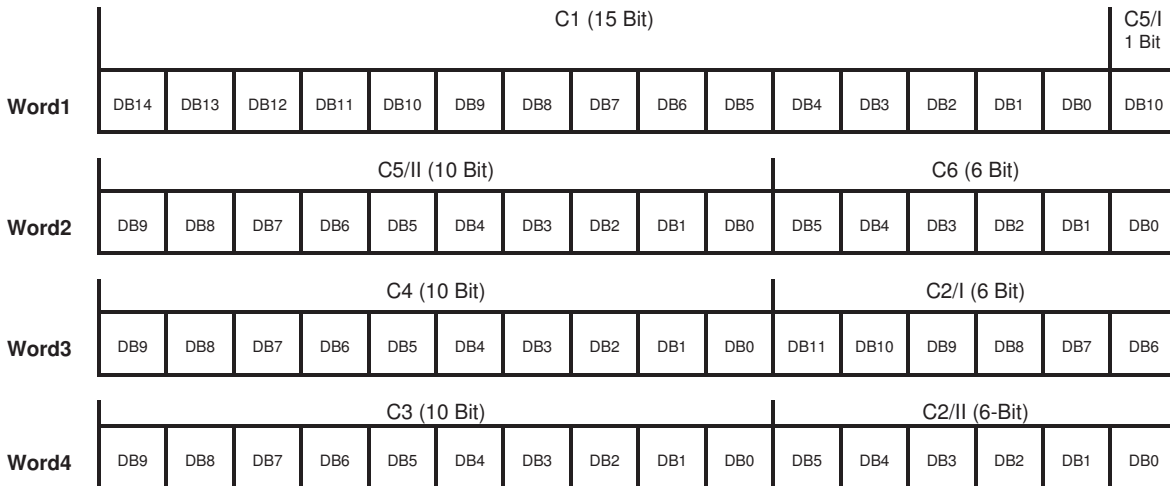 C1 (15 Bit) C5/I
1 Bit
Word1 DB14 DB13 DB12 DB11 DB10 DB9 DB8 DB7 DB6 DB5 DB4 DB3 DB2 DB1 DB0 DB10
C5/II (10 Bit) C6 (6 Bit)
Word2 DB9 DB8 DB7 DB6 DB5 DB4 DB3 DB2 DB1 DB0 DB5 DB4 DB3 DB2 DB1 DB0
C4 (10 Bit) C2/I (6 Bit)
Word3 DB9 DB8 DB7 DB6 DB5 DB4 DB3 DB2 DB1 DB0 DB11 DB10 DB9 DB8 DB7 DB6
C3 (10 Bit) C2/II (6-Bit)
Word4 DB9 DB8 DB7 DB6 DB5 DB4 DB3 DB2 DB1 DB0 DB5 DB4 DB3 DB2 DB1 DB0